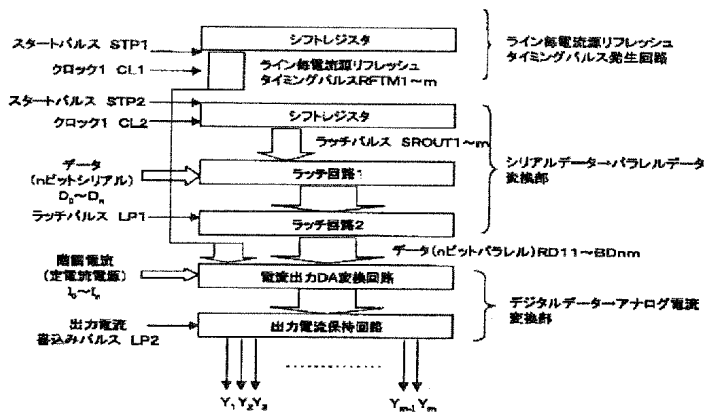 シフトレジスタ
スタートパルス STP1
ライン毎電流源リフレッシュ
タイミングパルス発生回路
クロック1 CL1
ライン毎電流源リフレッシュ
タイミングパルスRFTM1～m
スタートパルス STP2
シフトレジスタ
クロック1 CL2
ラッチパルス SROUT1～m
データ
(nビットシリアル)
D₀～Dₙ
ラッチ回路1
シリアルデータ→パラレルデータ
変換部
ラッチパルス LP1
ラッチ回路2
データ(nビットパラレル)RD11～BDnm
階調電流
(定電流電源)
I₀～Iₙ
電流出力DA変換回路
デジタルデータ→アナログ電流
変換部
出力電流
書込みパルス LP2
出力電流保持回路
Y₁ Y₂ Y₃ Yₘ₋₁ Yₘ